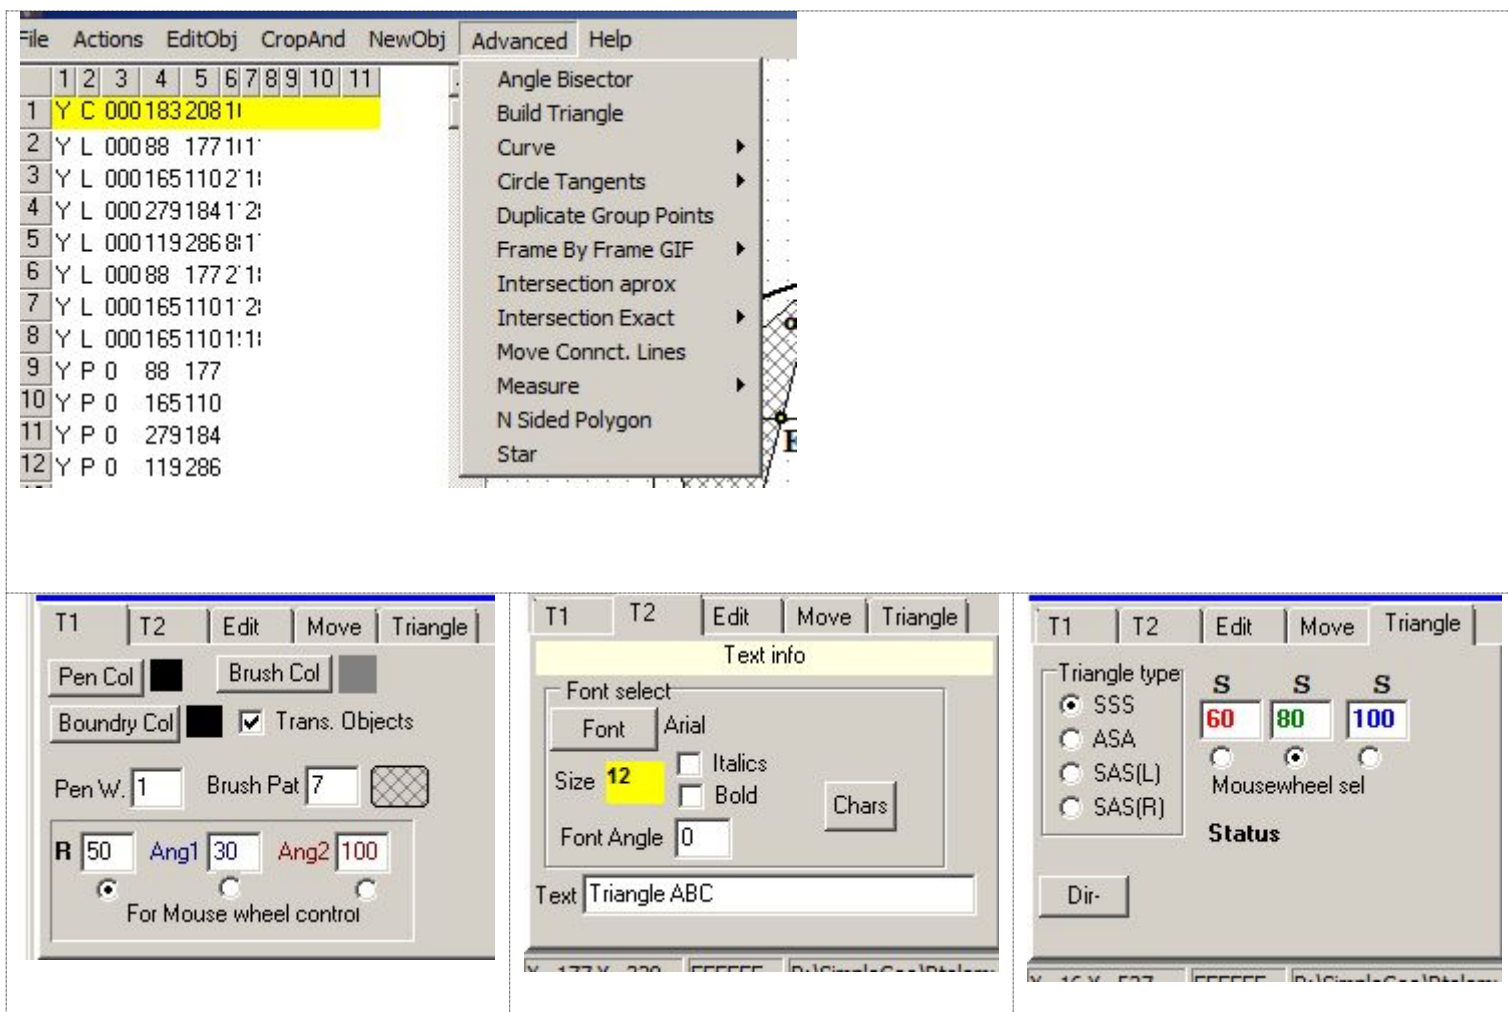 File Actions EditObj CropAnd NewObj Advanced Help
1 2 3 4 5 6 7 8 9 10 11
1 Y C 000 183 208
2 Y L 000 88 177
3 Y L 000 165 110
4 Y L 000 279 184
5 Y L 000 119 286
6 Y L 000 88 177
7 Y L 000 165 110
8 Y L 000 165 110
9 Y P 0 88 177
10 Y P 0 165 110
11 Y P 0 279 184
12 Y P 0 119 286
Angle Bisector
Build Triangle
Curve
Circle Tangents
Duplicate Group Points
Frame By Frame GIF
Intersection aprox
Intersection Exact
Move Connct. Lines
Measure
N Sided Polygon
Star
T1 T2 Edit Move Triangle
Pen Col Brush Col
Boundry Col Trans. Objects
Pen W. 1 Brush Pat 7
R 50 Ang1 30 Ang2 100
For Mouse wheel control
T1 T2 Edit Move Triangle
Text info
Font select
Font Arial
Size 12 Italics
Bold
Chars
Font Angle 0
Text Triangle ABC
T1 T2 Edit Move Triangle
Triangle type
S S S
SSS 60 80 100
ASA
SAS(L) Mousewheel sel
SAS(R)
Status
Dir-